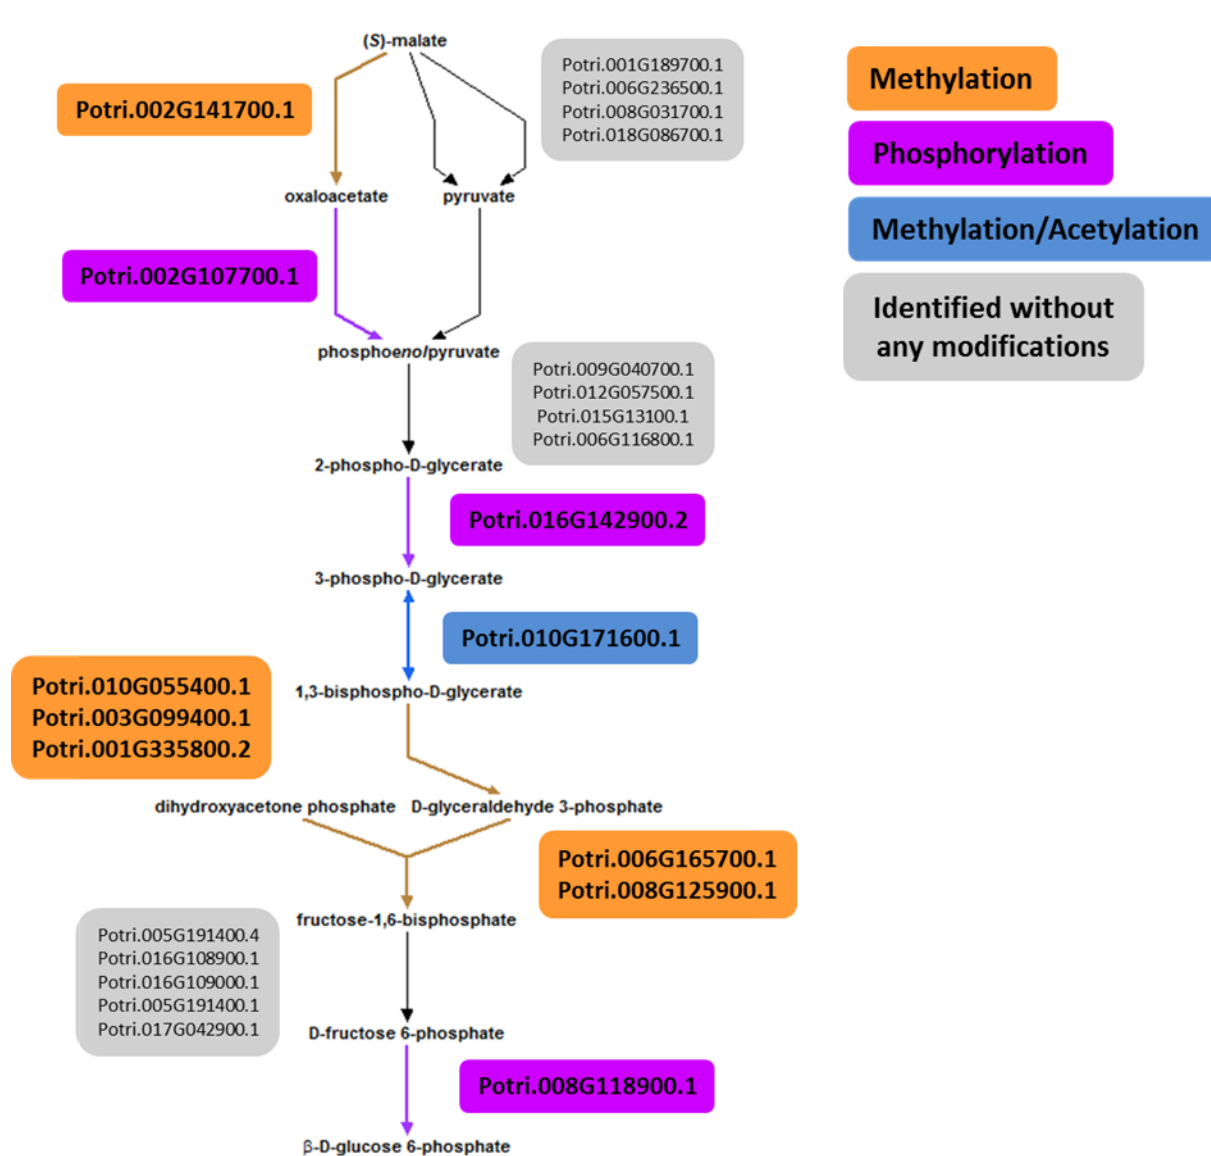 (S)-malate
Potri.001G189700.1
Potri.006G236500.1
Potri.008G031700.1
Potri.018G086700.1
Methylation
Potri.002G141700.1
Phosphorylation
oxaloacetate
pyruvate
Methylation/Acetylation
Potri.002G107700.1
Identified without
any modifications
phosphoenolpyruvate
Potri.009G040700.1
Potri.012G057500.1
Potri.015G13100.1
Potri.006G116800.1
2-phospho-D-glycerate
Potri.016G142900.2
3-phospho-D-glycerate
Potri.010G171600.1
Potri.010G055400.1
Potri.003G099400.1
Potri.001G335800.2
1,3-bisphospho-D-glycerate
dihydroxyacetone phosphate
D-glyceraldehyde 3-phosphate
Potri.006G165700.1
Potri.008G125900.1
fructose-1,6-bisphosphate
Potri.005G191400.4
Potri.016G108900.1
Potri.016G109000.1
Potri.005G191400.1
Potri.017G042900.1
D-fructose 6-phosphate
Potri.008G118900.1
β-D-glucose 6-phosphate